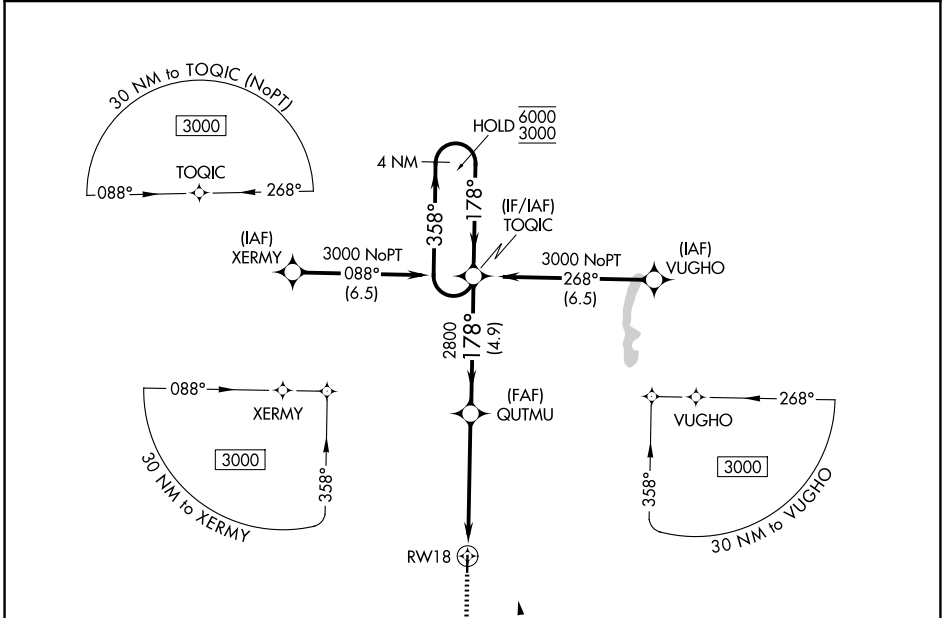 30 NM to TOQIC (NoPT)
3000
TOQIC
088°
268°
HOLD 6000
3000
4 NM
358°
178°
(IF/IAF)
TOQIC
(IAF)
XERMY
3000 NoPT
088°
(6.5)
3000 NoPT
268°
(6.5)
(IAF)
VUGHO
2800
178°
(4.9)
(FAF)
QUTMU
088°
XERMY
3000
358°
30 NM to XERMY
268°
VUGHO
3000
358°
30 NM to VUGHO
RW18